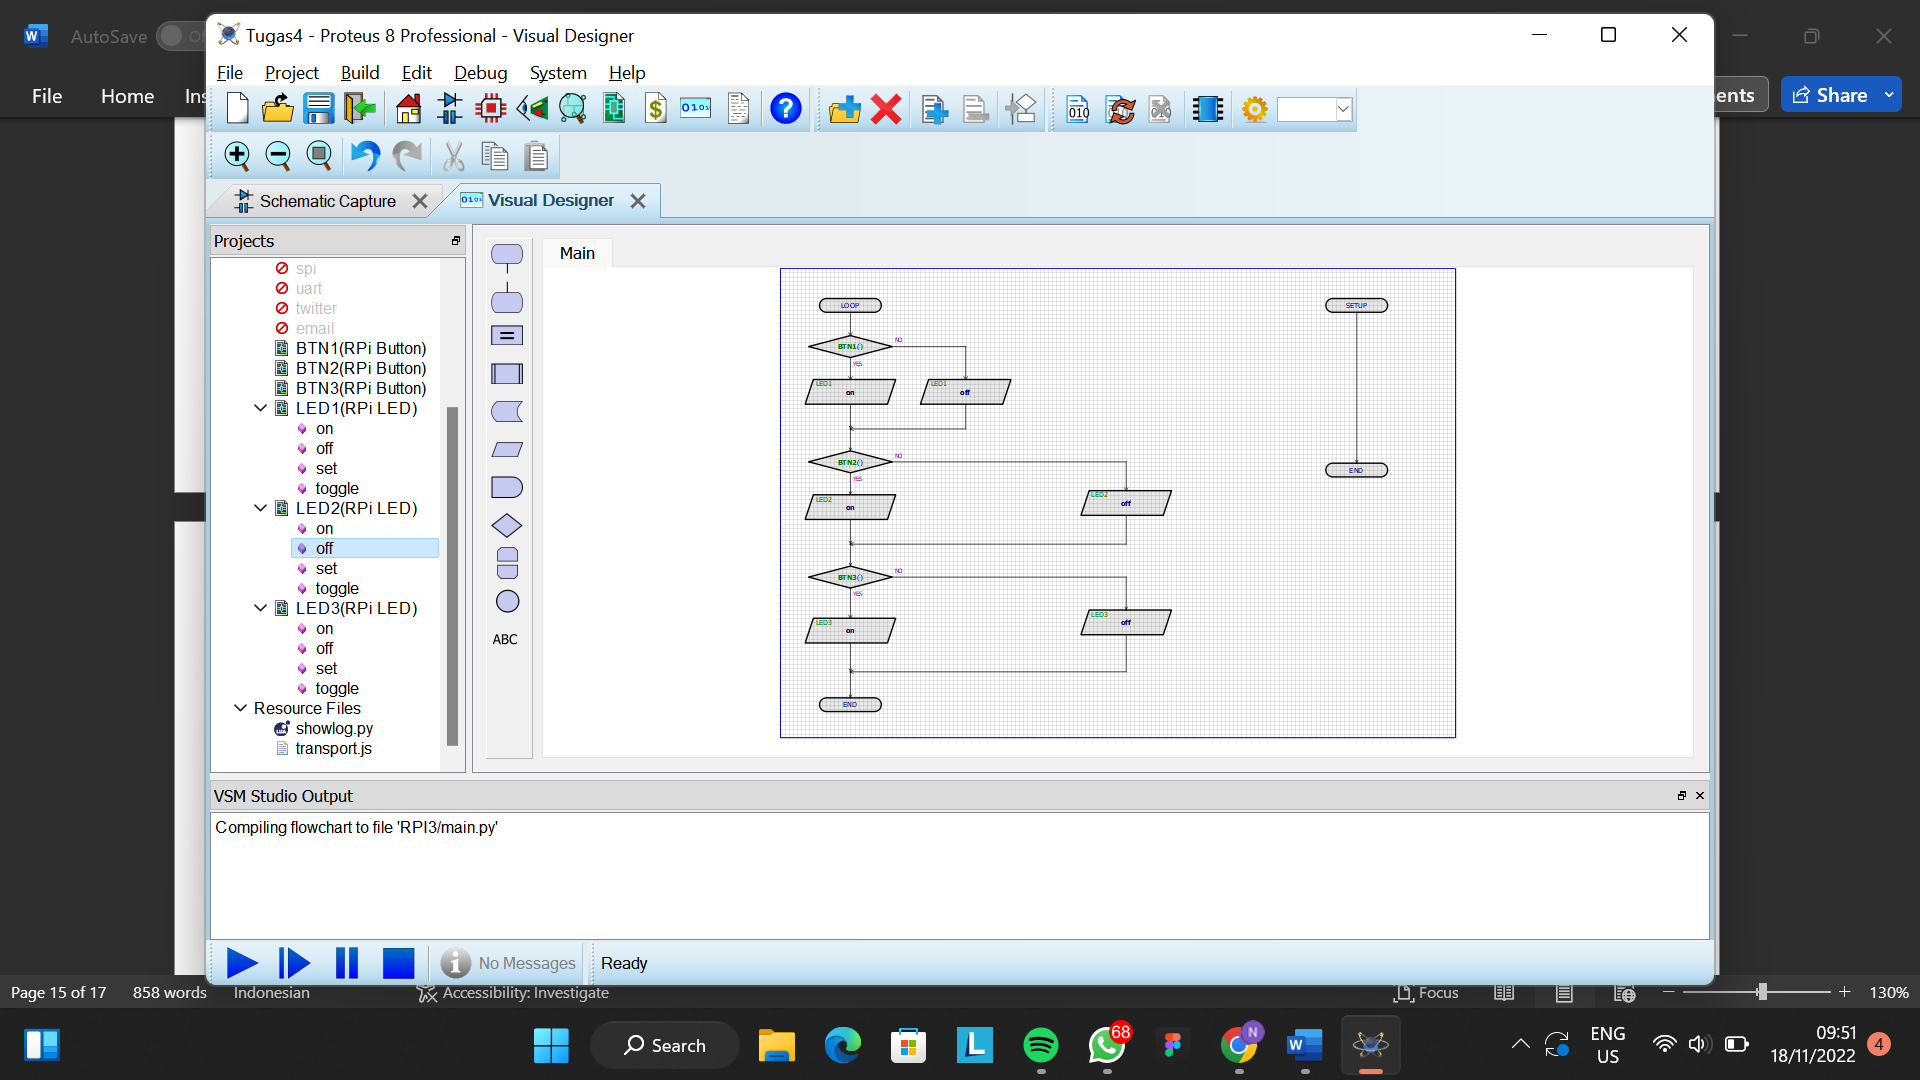 AutoSave
Tugas4 - Proteus 8 Professional - Visual Designer
File Home
File Project Build Edit Debug System Help
Share
Schematic Capture
Visual Designer
Projects
spi
uart
twitter
email
BTN1(RPi Button)
BTN2(RPi Button)
BTN3(RPi Button)
LED1(RPi LED)
on
off
set
toggle
LED2(RPi LED)
on
off
set
toggle
LED3(RPi LED)
on
off
set
toggle
Resource Files
showlog.py
transport.js
ABC
Main
LOOP
SETUP
BTN1()
NO
YES
LED1
on
LED1
off
BTN2()
NO
YES
LED2
on
LED2
off
END
BTN3()
NO
YES
LED3
on
LED3
off
END
VSM Studio Output
Compiling flowchart to file 'RPI3/main.py'
No Messages
Ready
Page 15 of 17 858 words Indonesian Accessibility: Investigate
Focus
130%
Search
68
N
ENG
US
09:51
18/11/2022
4